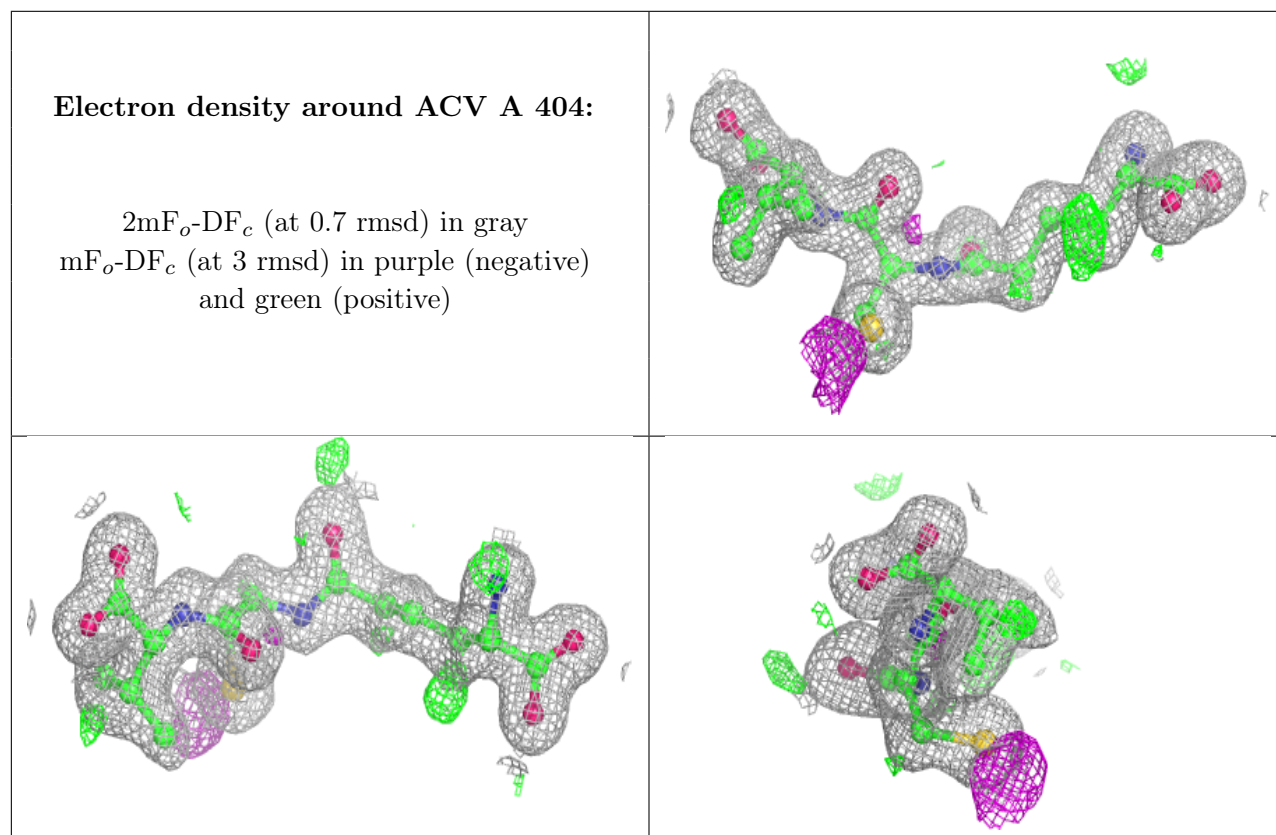 Electron density around ACV A 404:
2mFo-DFc (at 0.7 rmsd) in gray
mFo-DFc (at 3 rmsd) in purple (negative)
and green (positive)